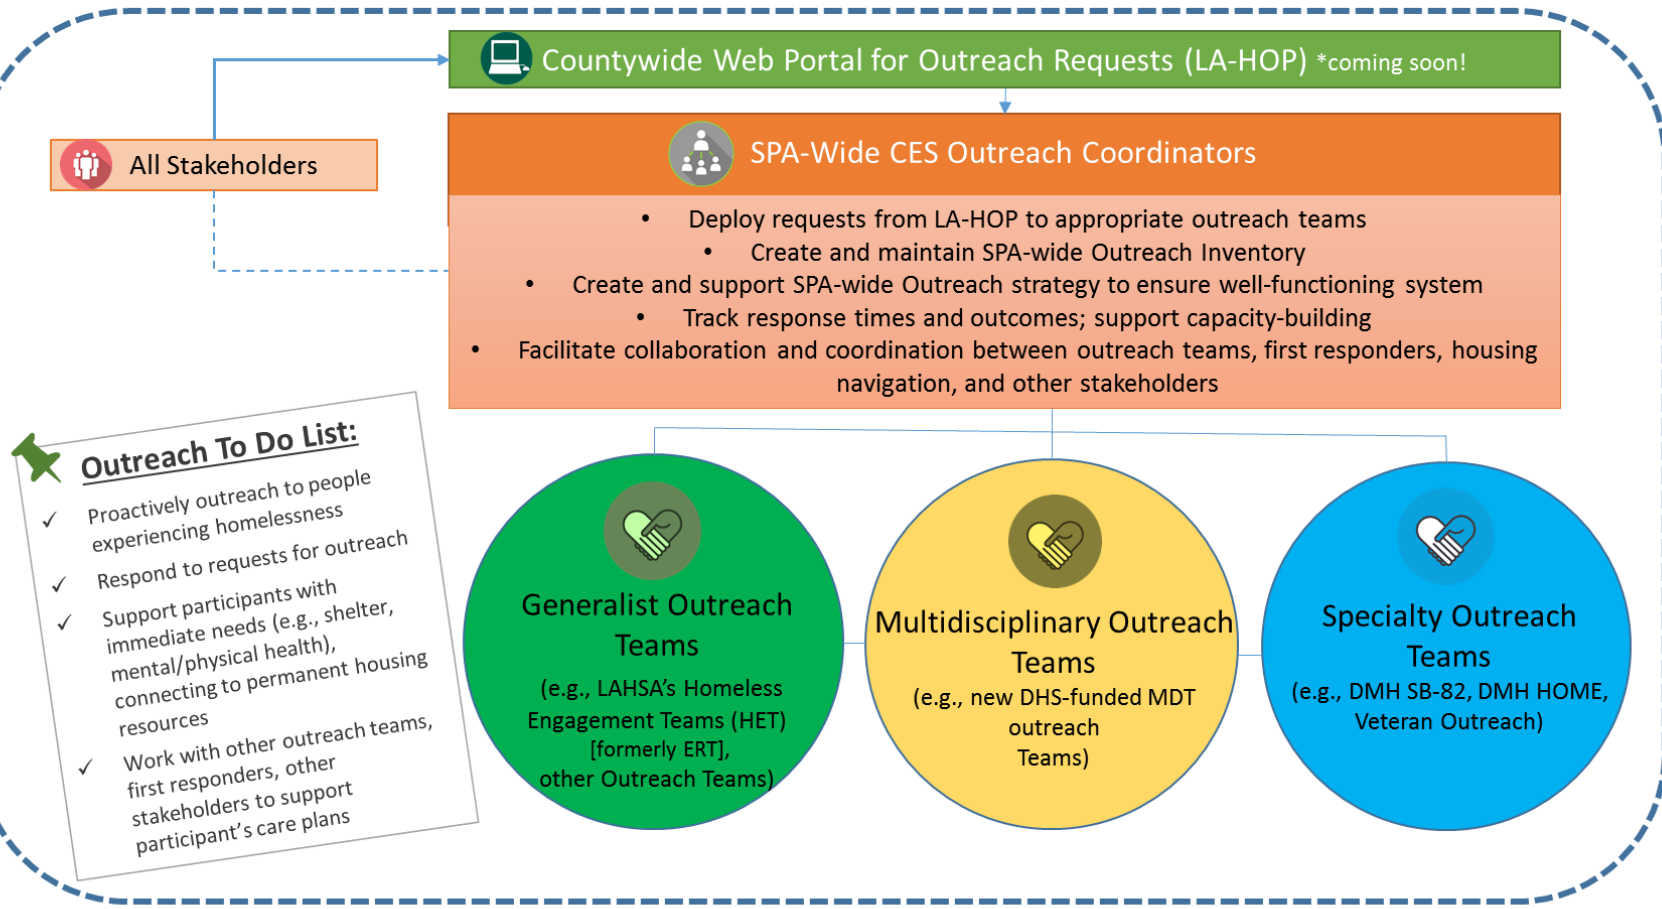 Countywide Web Portal for Outreach Requests (LA-HOP) *coming soon!
All Stakeholders
SPA-Wide CES Outreach Coordinators
• Deploy requests from LA-HOP to appropriate outreach teams
• Create and maintain SPA-wide Outreach Inventory
• Create and support SPA-wide Outreach strategy to ensure well-functioning system
• Track response times and outcomes; support capacity-building
• Facilitate collaboration and coordination between outreach teams, first responders, housing
navigation, and other stakeholders
Outreach To Do List:
✓ Proactively outreach to people
experiencing homelessness
✓ Respond to requests for outreach
✓ Support participants with
immediate needs (e.g., shelter,
mental/physical health),
connecting to permanent housing
resources
✓ Work with other outreach teams,
first responders, other
stakeholders to support
participant's care plans
Generalist Outreach
Teams
(e.g., LAHSA's Homeless
Engagement Teams (HET)
[formerly ERT],
other Outreach Teams)
Multidisciplinary Outreach
Teams
(e.g., new DHS-funded MDT
outreach
Teams)
Specialty Outreach
Teams
(e.g., DMH SB-82, DMH HOME,
Veteran Outreach)